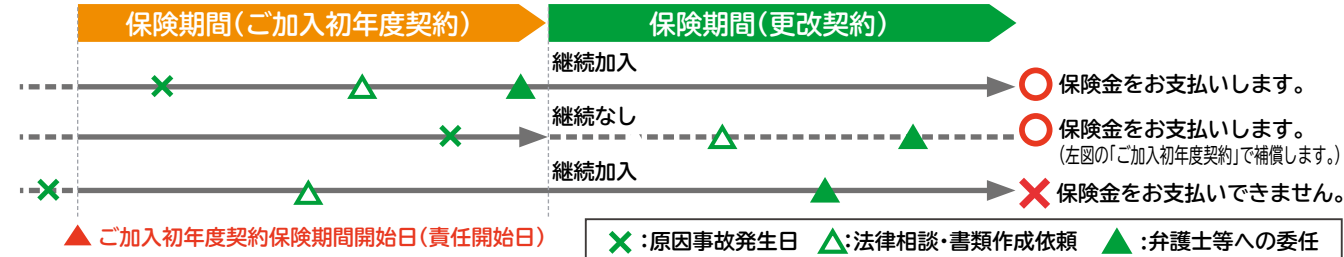 保険期間(ご加入初年度契約)
保険期間(更改契約)
継続加入
保険金をお支払いします。
継続なし
保険金をお支払いします。
(左図の「ご加入初年度契約」で補償します。)
継続加入
保険金をお支払いできません。
ご加入初年度契約保険期間開始日(責任開始日)
:原因事故発生日 :法律相談・書類作成依頼 :弁護士等への委任